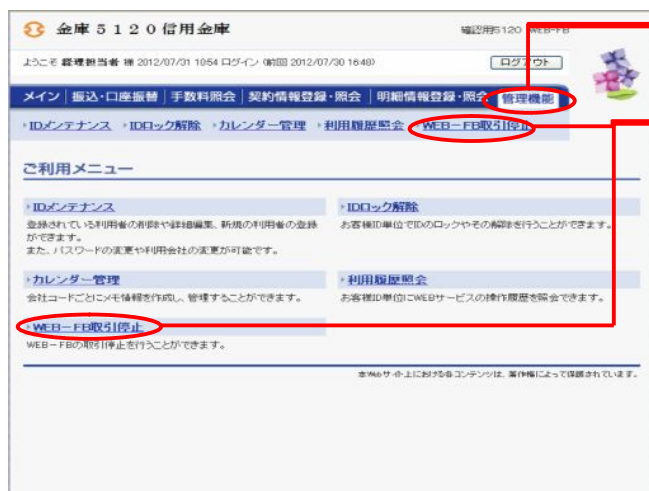 金庫5120信用金庫
確認用5120 WEB-FB
ようこそ 経理担当者 様 2012/07/31 1054 ログイン (前回 2012/07/30 1648)
ログアウト
メイン 振込・口座振替 手数料照会 契約情報登録・照会 明細情報登録・照会 管理機能
IDメンテナンス IDロック解除 カレンダー管理 利用履歴照会 WEB-FB取引停止
ご利用メニュー
IDメンテナンス
登録されている利用者の削除や詳細編集、新規の利用者の登録
ができます。
また、パスワードの変更や利用会社の変更が可能です。
IDロック解除
お客様ID単位でIDのロックやその解除を行うことができます。
カレンダー管理
会社コードごとにメモ情報を作成し、管理することができます。
利用履歴照会
お客様ID単位にWEBサービスの操作履歴を照会できます。
WEB-FB取引停止
WEB-FBの取引停止を行うことができます。
本Webサイト上における各コンテンツは、著作権によって保護されています。